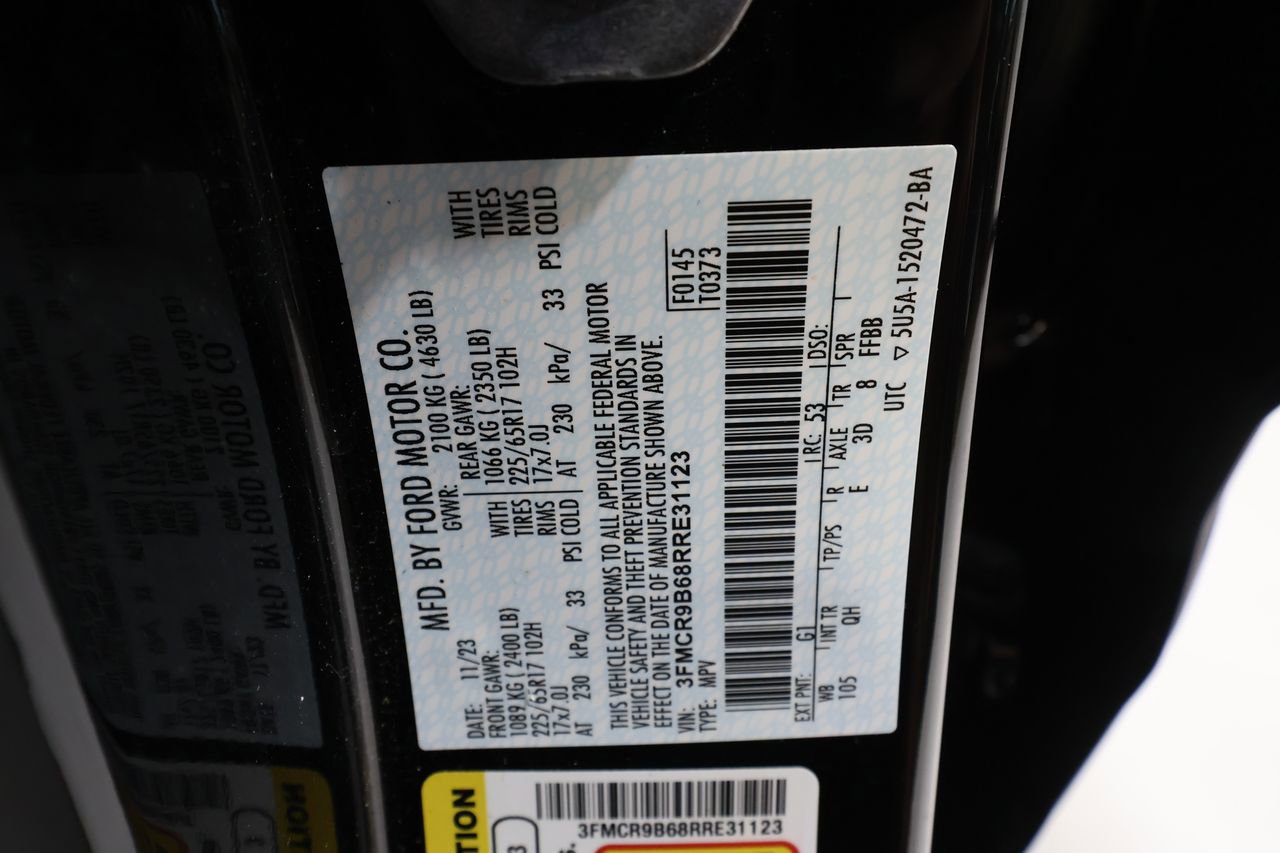 MFD. BY FORD MOTOR CO.
DATE: 11/23
GVWR: 2100 KG ( 4630 LB)
FRONT GAWR:
REAR GAWR:
1089 KG ( 2400 LB)
WITH
1066 KG ( 2350 LB)
WITH
225/65R17 102H
TIRES
225/65R17 102H
TIRES
17x7.0J
RIMS
17x7.0J
RIMS
AT 230 kPa/ 33 PSI COLD
AT 230 kPa/ 33 PSI COLD
THIS VEHICLE CONFORMS TO ALL APPLICABLE FEDERAL MOTOR
VEHICLE SAFETY AND THEFT PREVENTION STANDARDS IN
EFFECT ON THE DATE OF MANUFACTURE SHOWN ABOVE.
VIN: 3FMCR9B68RRE31123
TYPE: MPV
F0145
T0373
EXT PNT: G1 RC: 53 DSO:
WB INT TR TP/PS R AXLE TR SPR
105 QH E 3D 8 FFBB
UTC ▽ 5U5A-1520472-BA
TION
3FMCR9B68RRE31123